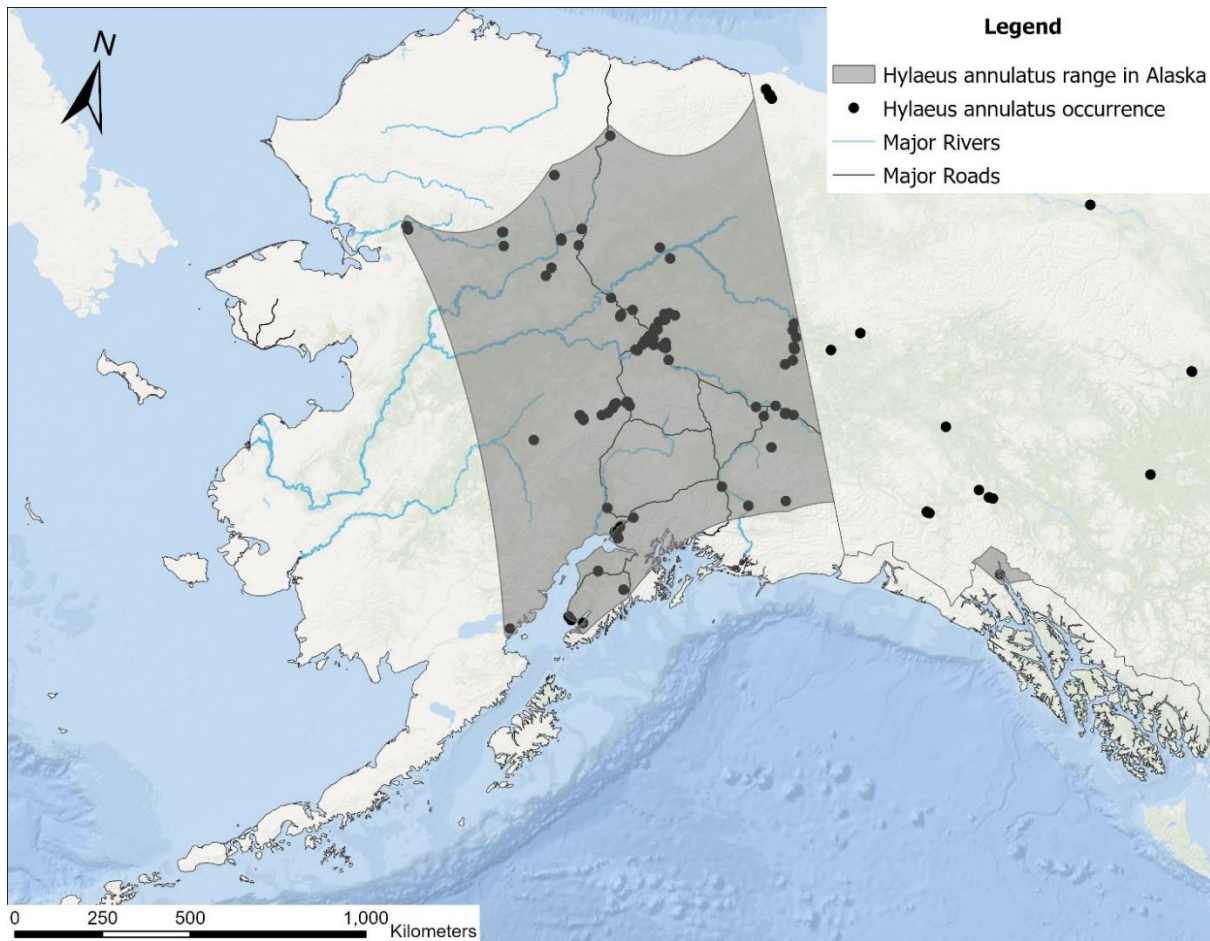 N
Legend
Hylaeus annulatus range in Alaska
Hylaeus annulatus occurrence
Major Rivers
Major Roads
0 250 500 1,000
Kilometers